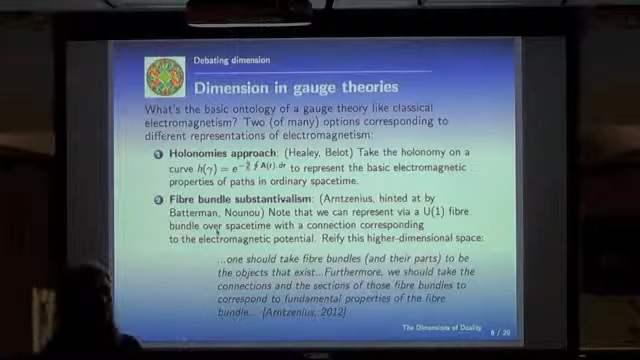 Debating dimension
Dimension in gauge theories
What's the basic ontology of a gauge theory like classical
electromagnetism? Two (of many) options corresponding to
different representations of electromagnetism:
1 Holonomies approach: (Healey, Belot) Take the holonomy on a
curve h(γ) = e ∮ A(r).dr to represent the basic electromagnetic
properties of paths in ordinary spacetime.
2 Fibre bundle substantivalism: (Arntzenius, hinted at by
Batterman, Nounou) Note that we can represent via a U(1) fibre
bundle over spacetime with a connection corresponding
to the electromagnetic potential. Reify this higher-dimensional space:
...one should take fibre bundles (and their parts) to be
the objects that exist...Furthermore, we should take the
connections and the sections of those fibre bundles to
correspond to fundamental properties of the fibre
bundle... [Arntzenius, 2012]
The Dimensions of Duality
8 / 20